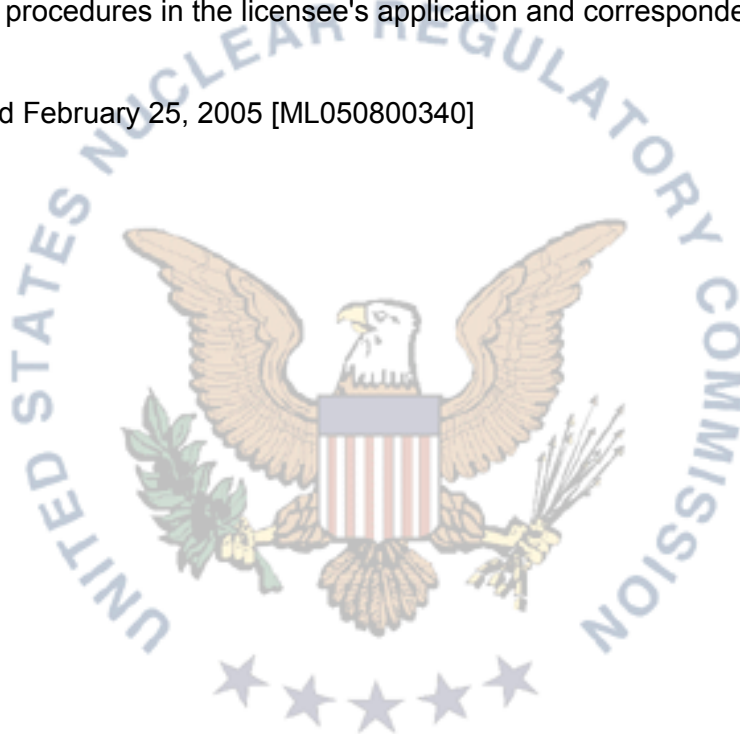 procedures in the licensee's application and corresponde
d February 25, 2005 [ML050800340]
UNITED STATES NUCLEAR REGULATORY COMMISSION